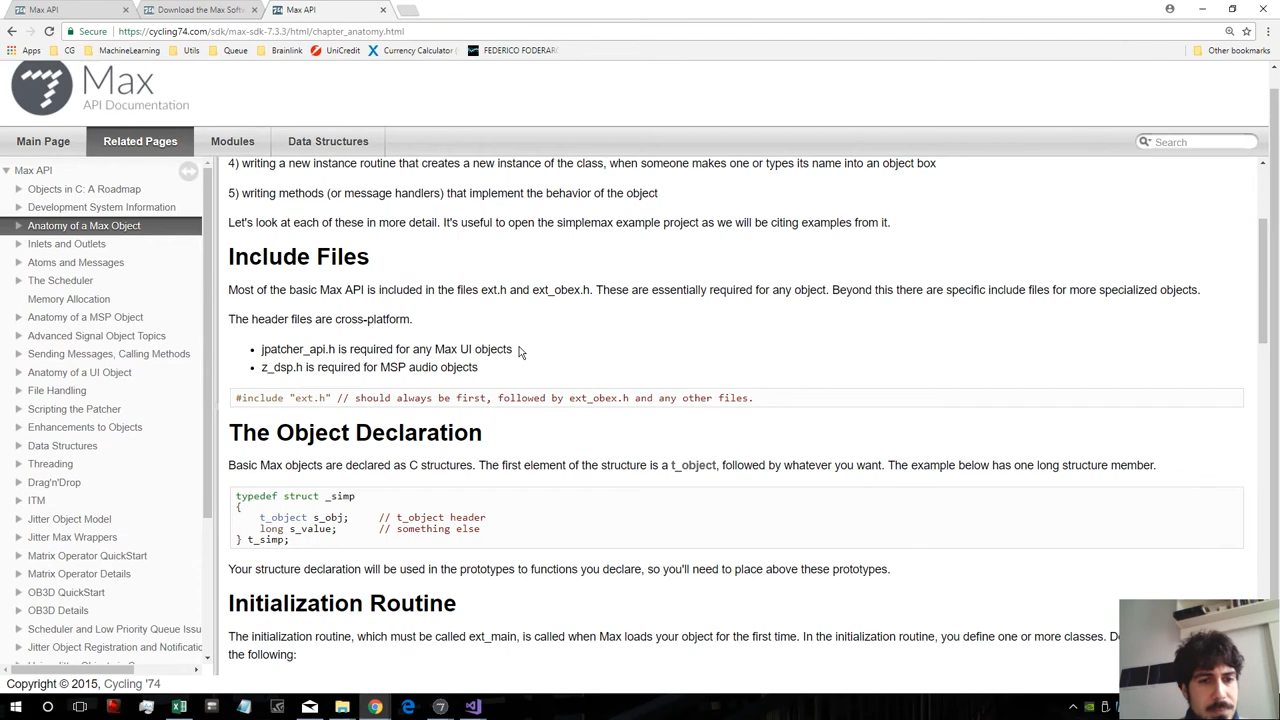 Max API
Download the Max Soft
Max API
Secure
https://cycling74.com/sdk/max-sdk-7.3.3/html/chapter_anatomy.html
Apps
CG
MachineLearning
Utils
Queue
Brainlink
UniCredit
Currency Calculator (
FEDERICO FODERARO
Other bookmarks
Max
API Documentation
Main Page
Related Pages
Modules
Data Structures
Search
Max API
Objects in C: A Roadmap
Development System Information
Anatomy of a Max Object
Inlets and Outlets
Atoms and Messages
The Scheduler
Memory Allocation
Anatomy of a MSP Object
Advanced Signal Object Topics
Sending Messages, Calling Methods
Anatomy of a UI Object
File Handling
Scripting the Patcher
Enhancements to Objects
Data Structures
Threading
Drag'n'Drop
ITM
Jitter Object Model
Jitter Max Wrappers
Matrix Operator QuickStart
Matrix Operator Details
OB3D QuickStart
OB3D Details
Scheduler and Low Priority Queue Issu
Jitter Object Registration and Notificatio
4) writing a new instance routine that creates a new instance of the class, when someone makes one or types its name into an object box
5) writing methods (or message handlers) that implement the behavior of the object
Let's look at each of these in more detail. It's useful to open the simplemax example project as we will be citing examples from it.
Include Files
Most of the basic Max API is included in the files ext.h and ext_obex.h. These are essentially required for any object. Beyond this there are specific include files for more specialized objects.
The header files are cross-platform.
• jpatcher_api.h is required for any Max UI objects
• z_dsp.h is required for MSP audio objects
#include "ext.h" // should always be first, followed by ext_obex.h and any other files.
The Object Declaration
Basic Max objects are declared as C structures. The first element of the structure is a t_object, followed by whatever you want. The example below has one long structure member.
typedef struct _simp
{
t_object s_obj; // t_object header
long s_value; // something else
} t_simp;
Your structure declaration will be used in the prototypes to functions you declare, so you'll need to place above these prototypes.
Initialization Routine
The initialization routine, which must be called ext_main, is called when Max loads your object for the first time. In the initialization routine, you define one or more classes. D
the following:
Copyright © 2015, Cycling '74